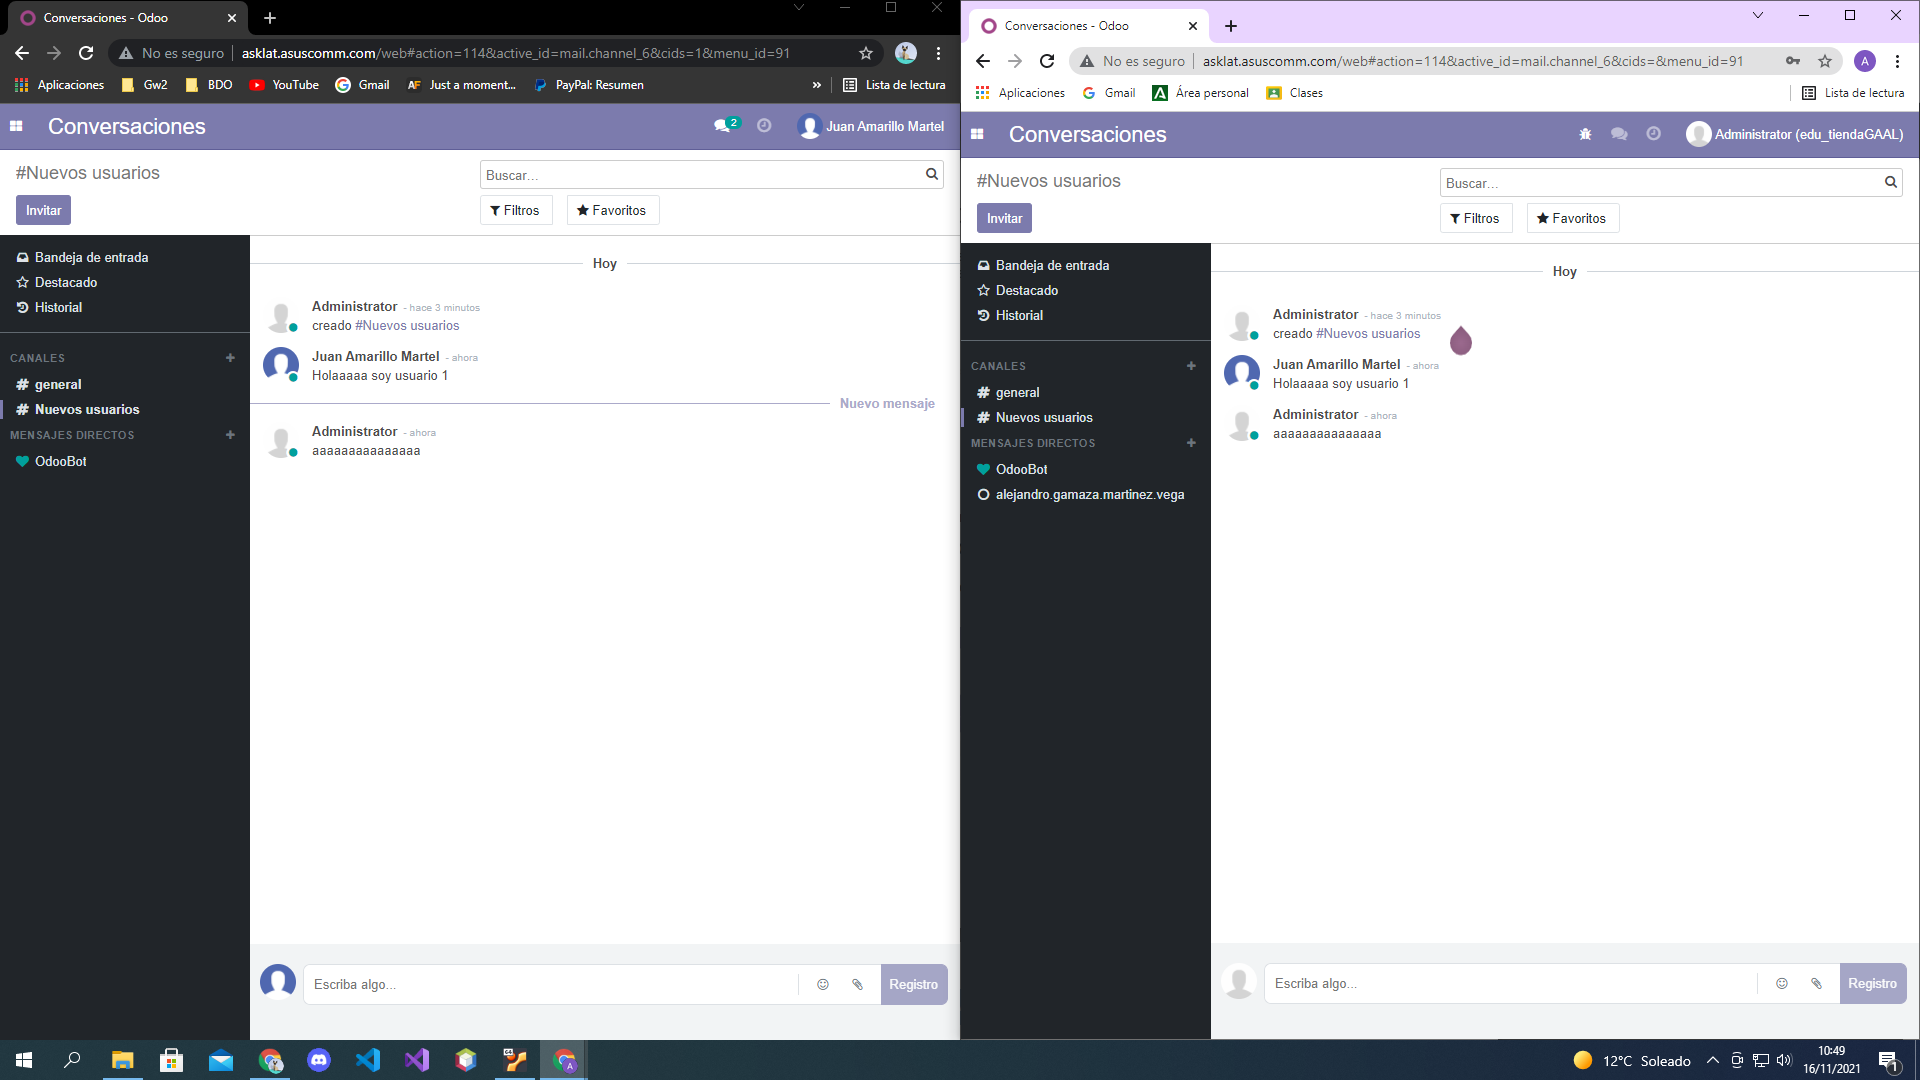 Conversaciones - Odoo
No es seguro
asklat.asuscomm.com/web#action=114&active_id=mail.channel_6&cids=1&menu_id=91
Aplicaciones Gw2 BDO YouTube Gmail Just a moment... PayPal: Resumen » Lista de lectura
Conversaciones 2 Juan Amarillo Martel
#Nuevos usuarios
Buscar...
Invitar Filtros Favoritos
Bandeja de entrada
Destacado
Historial
CANALES
general
Nuevos usuarios
MENSAJES DIRECTOS
OdooBot
Hoy
Administrator - hace 3 minutos
creado #Nuevos usuarios
Juan Amarillo Martel - ahora
Holaaaaa soy usuario 1
Nuevo mensaje
Administrator - ahora
aaaaaaaaaaaaaaa
Escriba algo...
Registro
Conversaciones - Odoo
No es seguro
asklat.asuscomm.com/web#action=114&active_id=mail.channel_6&cids=&menu_id=91
A
Aplicaciones Gmail Área personal Clases Lista de lectura
Conversaciones Administrator (edu_tiendaGAAL)
#Nuevos usuarios
Buscar...
Invitar Filtros Favoritos
Bandeja de entrada
Destacado
Historial
CANALES
general
Nuevos usuarios
MENSAJES DIRECTOS
OdooBot
alejandro.gamaza.martinez.vega
Hoy
Administrator - hace 3 minutos
creado #Nuevos usuarios
Juan Amarillo Martel - ahora
Holaaaaa soy usuario 1
Administrator - ahora
aaaaaaaaaaaaaaa
Escriba algo...
Registro
12°C Soleado
10:49
16/11/2021
1